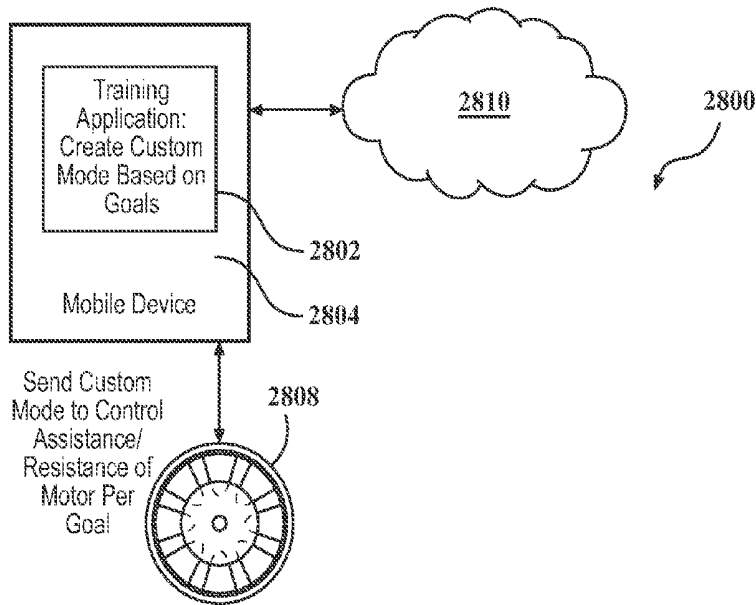 Training
Application:
Create Custom
Mode Based on
Goals
2810
2800
2802
2804
Mobile Device
Send Custom
Mode to Control
Assistance/
Resistance of
Motor Per
Goal
2808